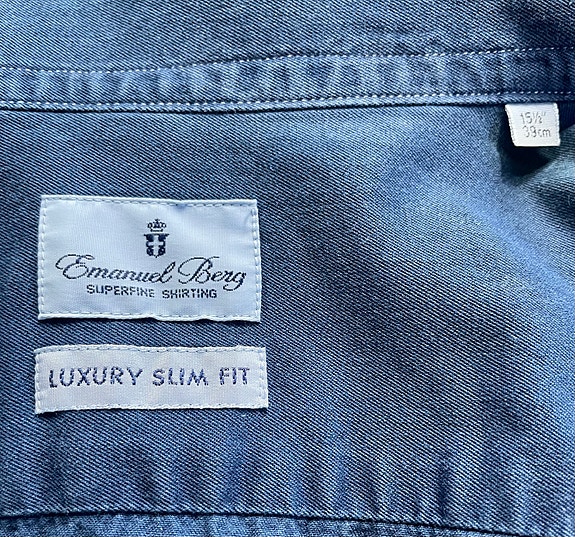 15½"
39cm
Emanuel Berg
SUPERFINE SHIRTING
LUXURY SLIM FIT